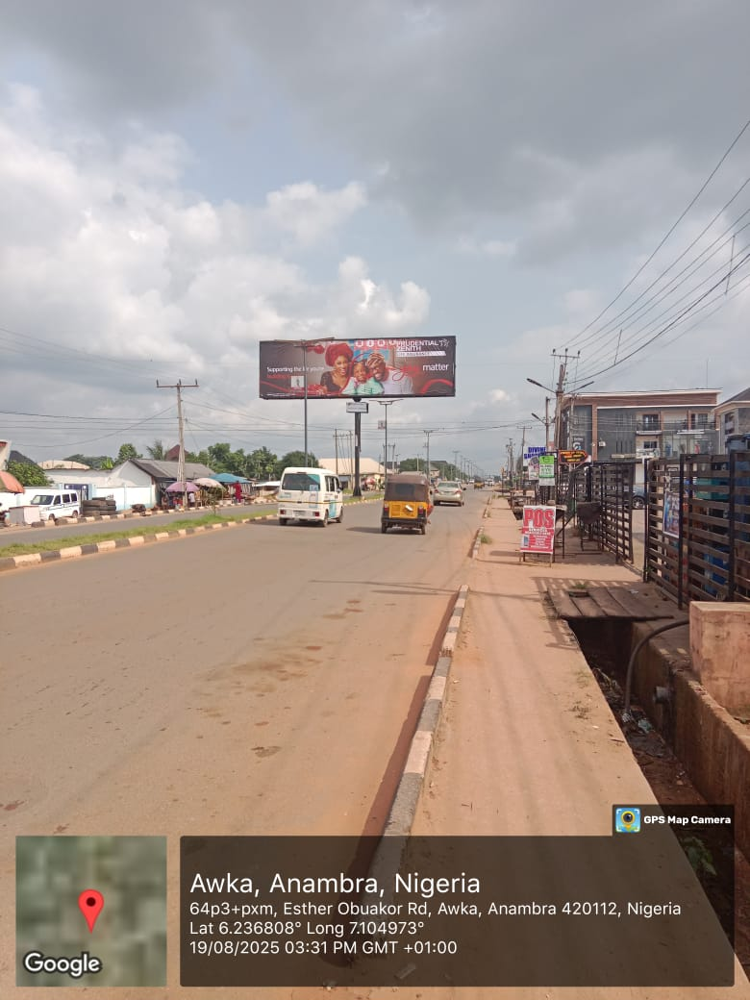 PRUDENTIAL
ZENITH
LIFE INSURANCE
Supporting the life you're
matter
DIVINE
POS
GPS Map Camera
Awka, Anambra, Nigeria
64p3+pxm, Esther Obuakor Rd, Awka, Anambra 420112, Nigeria
Lat 6.236808° Long 7.104973°
19/08/2025 03:31 PM GMT +01:00
Google